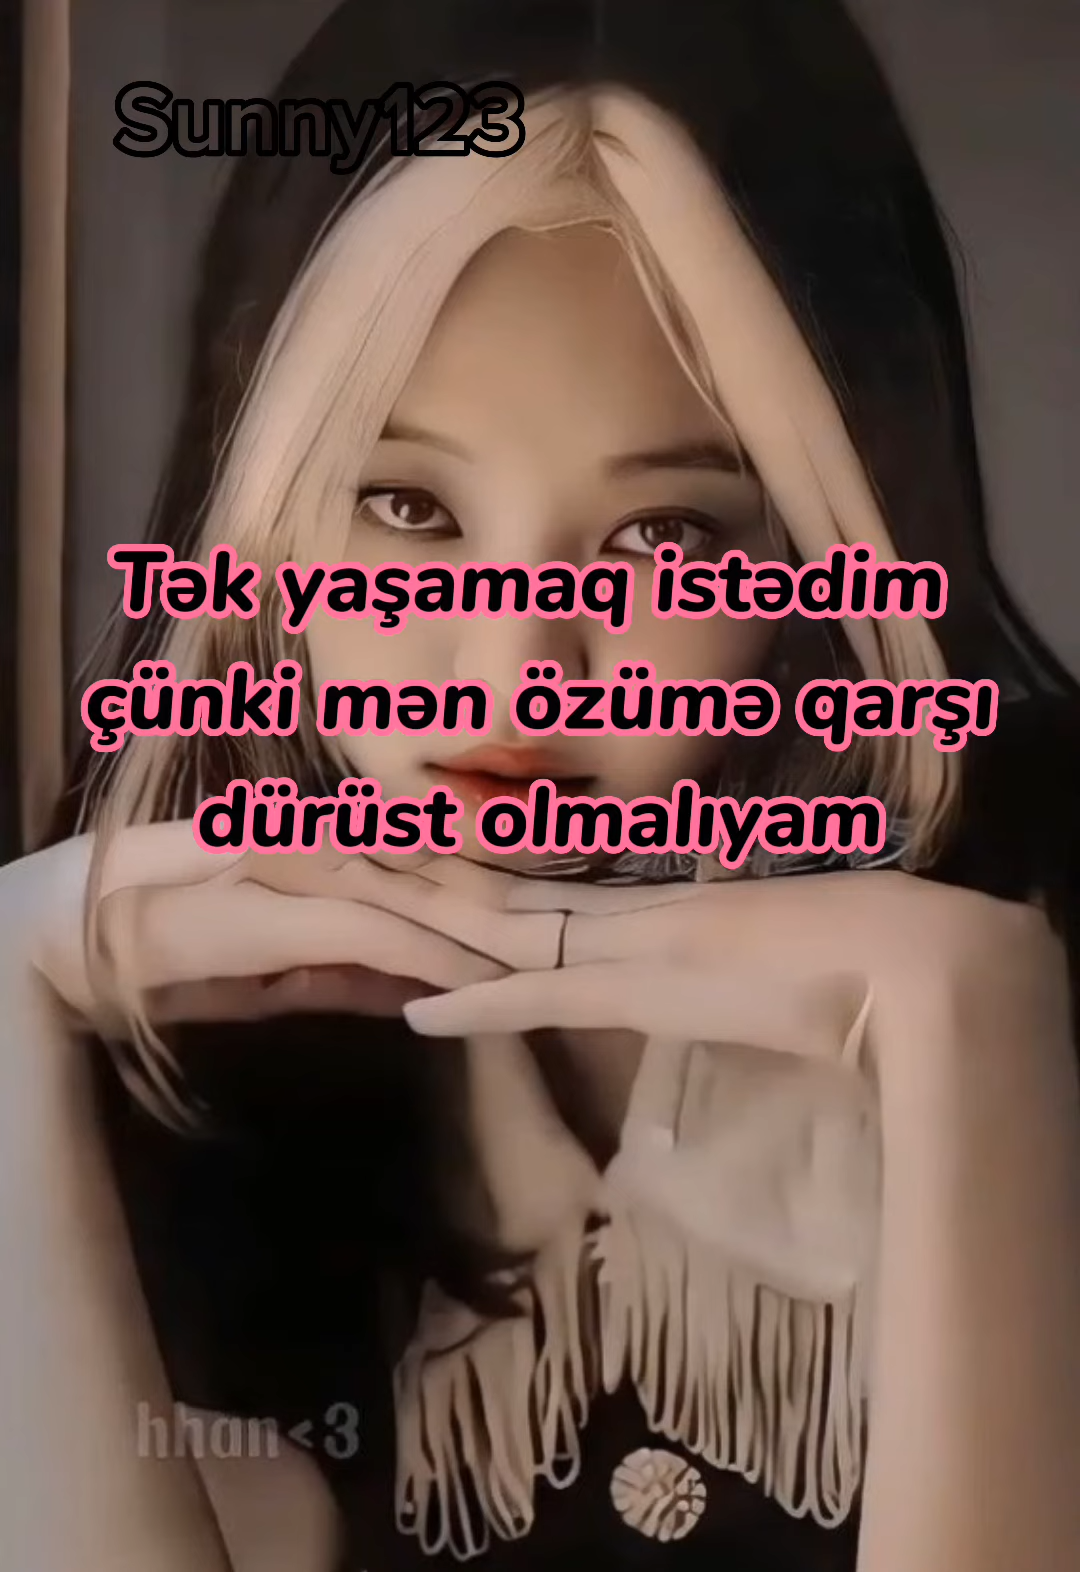 Sunny123
Tək yaşamaq istədim
çünki mən özümə qarşı
dürüst olmalıyam
hhan<3